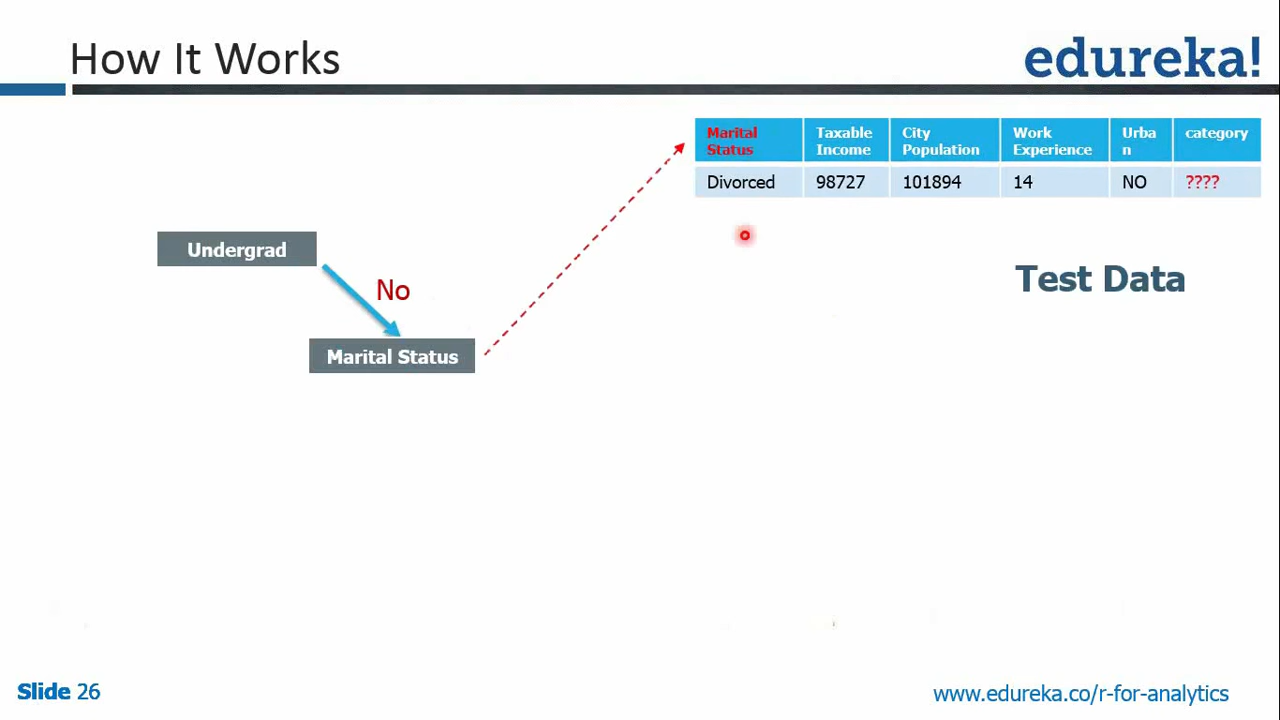 How It Works
edureka!
Marital Status
Taxable Income
City Population
Work Experience
Urba
n
category
Divorced 98727 101894 14 NO ????
Undergrad
No
Test Data
Marital Status
Slide 26
www.edureka.co/r-for-analytics